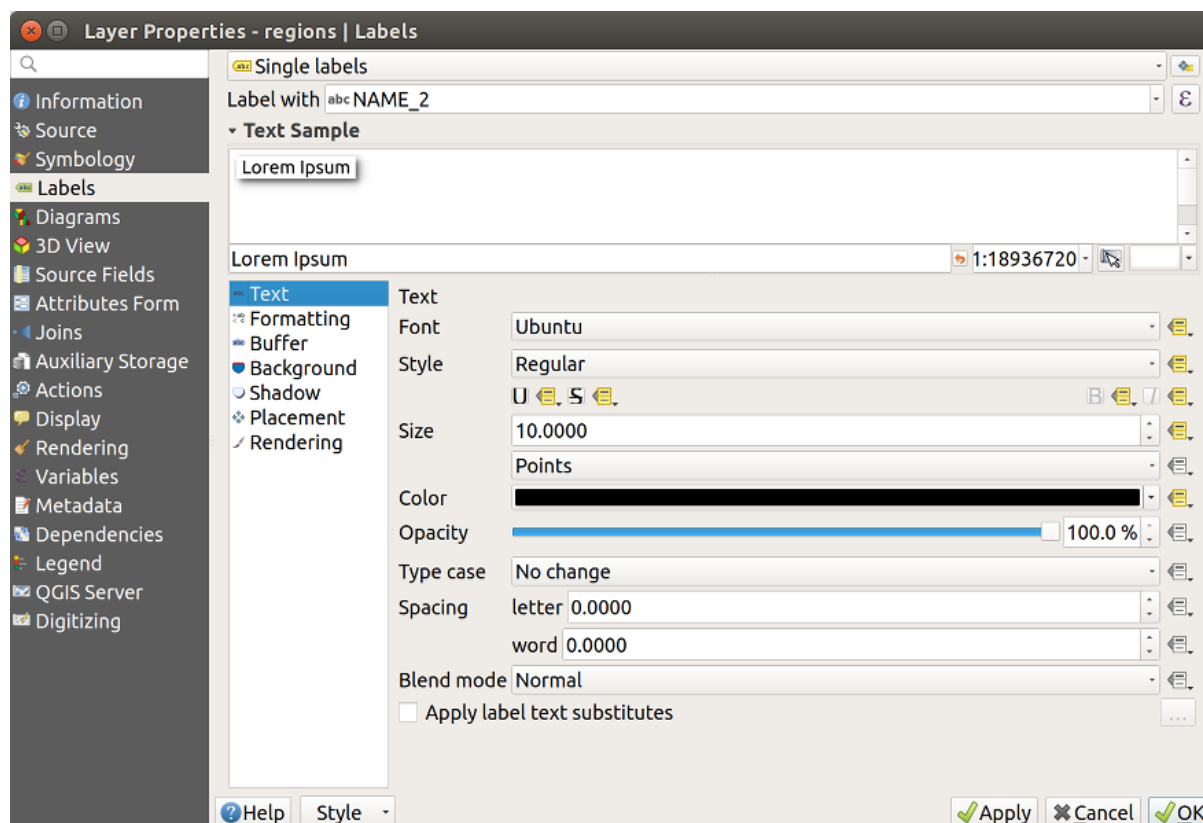 Layer Properties - regions | Labels
Information
Source
Symbology
Labels
Diagrams
3D View
Source Fields
Attributes Form
Joins
Auxiliary Storage
Actions
Display
Rendering
Variables
Metadata
Dependencies
Legend
QGIS Server
Digitizing
abc Single labels
Label with abc NAME_2 ε
Text Sample
Lorem Ipsum
Lorem Ipsum 1:18936720
Text
Formatting
Buffer
Background
Shadow
Placement
Rendering
Text
Font Ubuntu
Style Regular
U S B I
Size 10.0000
Points
Color
Opacity 100.0 %
Type case No change
Spacing letter 0.0000
word 0.0000
Blend mode Normal
Apply label text substitutes ...
Help Style Apply Cancel OK